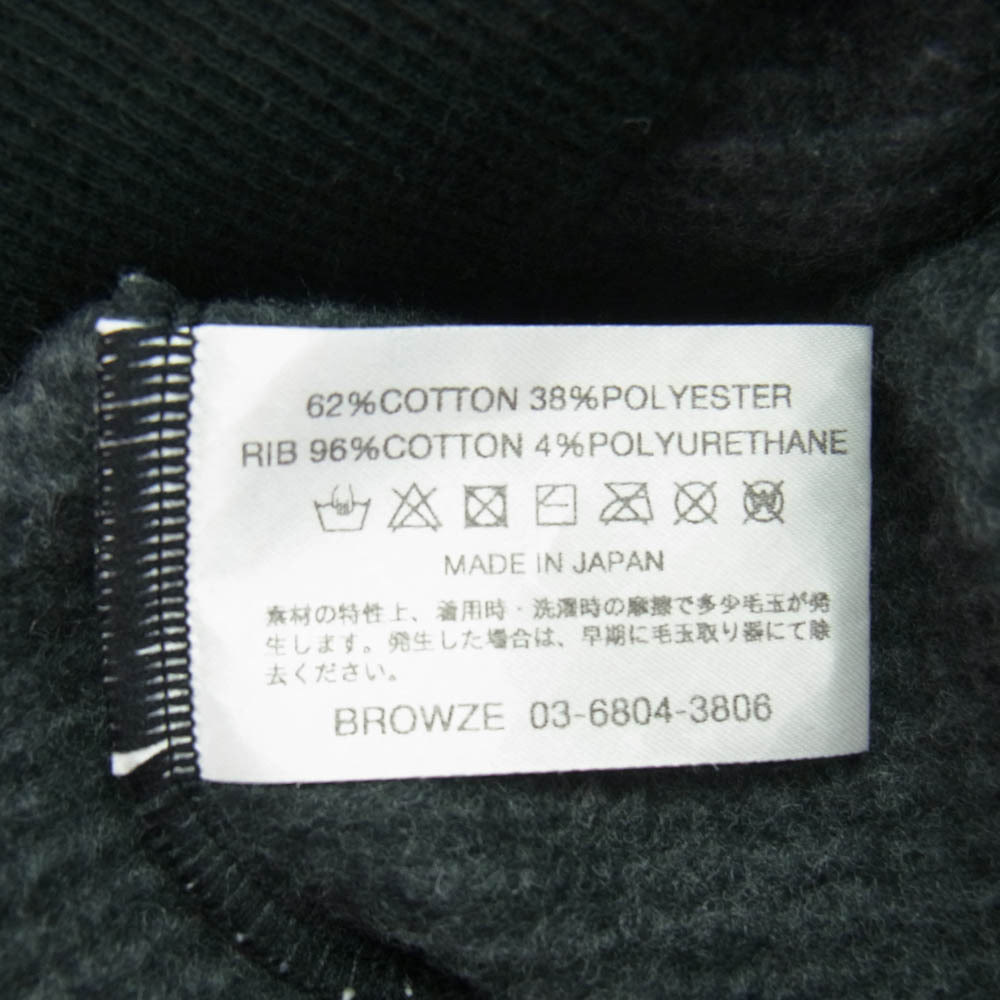 62%COTTON 38%POLYESTER
RIB 96%COTTON 4%POLYURETHANE
MADE IN JAPAN
素材の特性上、着用時・洗濯時の摩擦で多少毛玉が発
生します。発生した場合は、早期に毛玉取り器にて除
去ください。
BROWZE 03-6804-3806